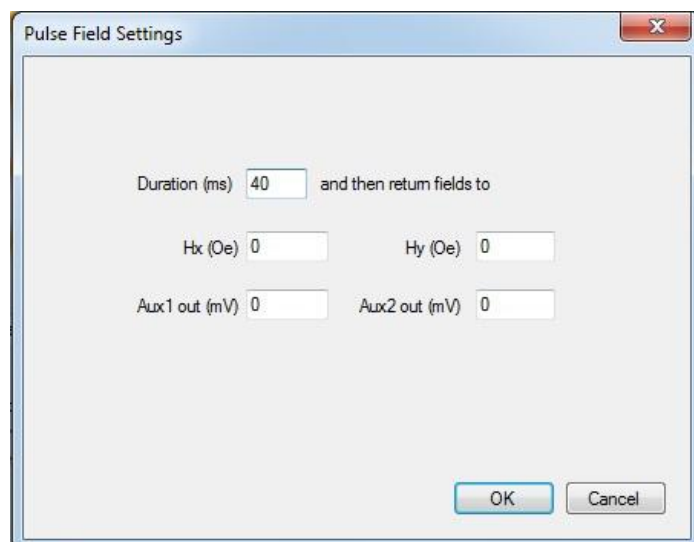 Pulse Field Settings
Duration (ms) 40 and then return fields to
Hx (Oe) 0 Hy (Oe) 0
Aux1 out (mV) 0 Aux2 out (mV) 0
OK Cancel